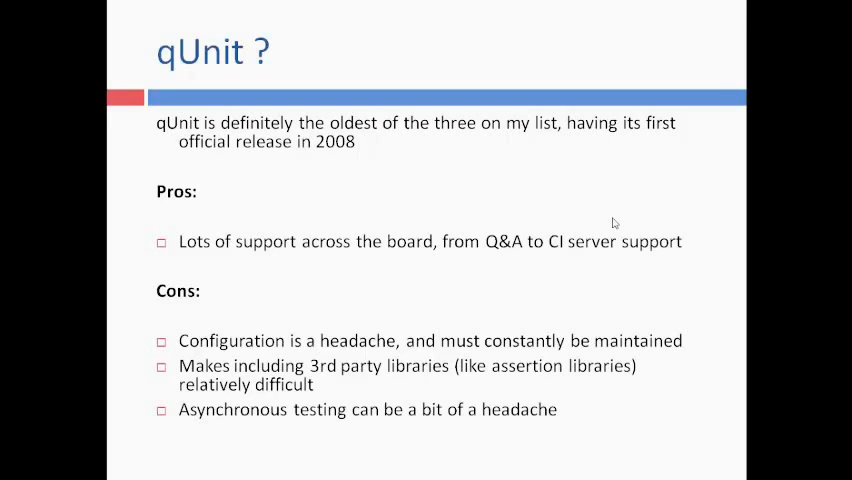 qUnit ?
qUnit is definitely the oldest of the three on my list, having its first
official release in 2008
Pros:
Lots of support across the board, from Q&A to CI server support
Cons:
Configuration is a headache, and must constantly be maintained
Makes including 3rd party libraries (like assertion libraries)
relatively difficult
Asynchronous testing can be a bit of a headache